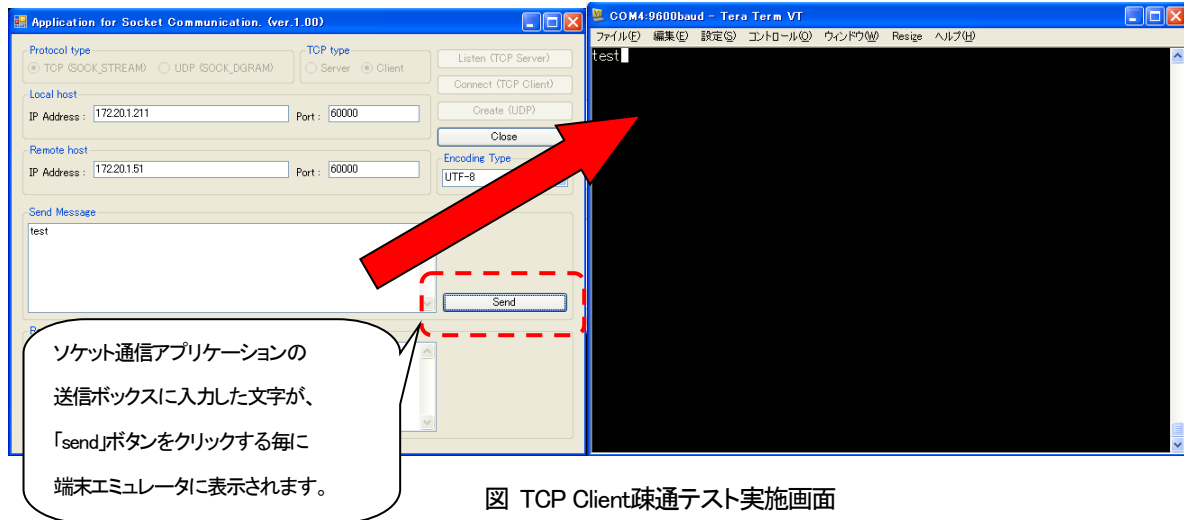 Application for Socket Communication. (ver.1.00)
Protocol type
TCP (SOCK_STREAM) UDP (SOCK_DGRAM)
TCP type
Server Client
Listen (TCP Server)
Connect (TCP Client)
Create (UDP)
Close
Local host
IP Address : 172.20.1.211 Port : 60000
Remote host
IP Address : 172.20.1.51 Port : 60000
Encoding Type
UTF-8
Send Message
test
Send
ソケット通信アプリケーションの
送信ボックスに入力した文字が、
「send」ボタンをクリックする毎に
端末エミュレータに表示されます。
COM4:9600baud - Tera Term VT
ファイル(F) 編集(E) 設定(S) コントロール(O) ウィンドウ(W) Resize ヘルプ(H)
test
図 TCP Client疎通テスト実施画面